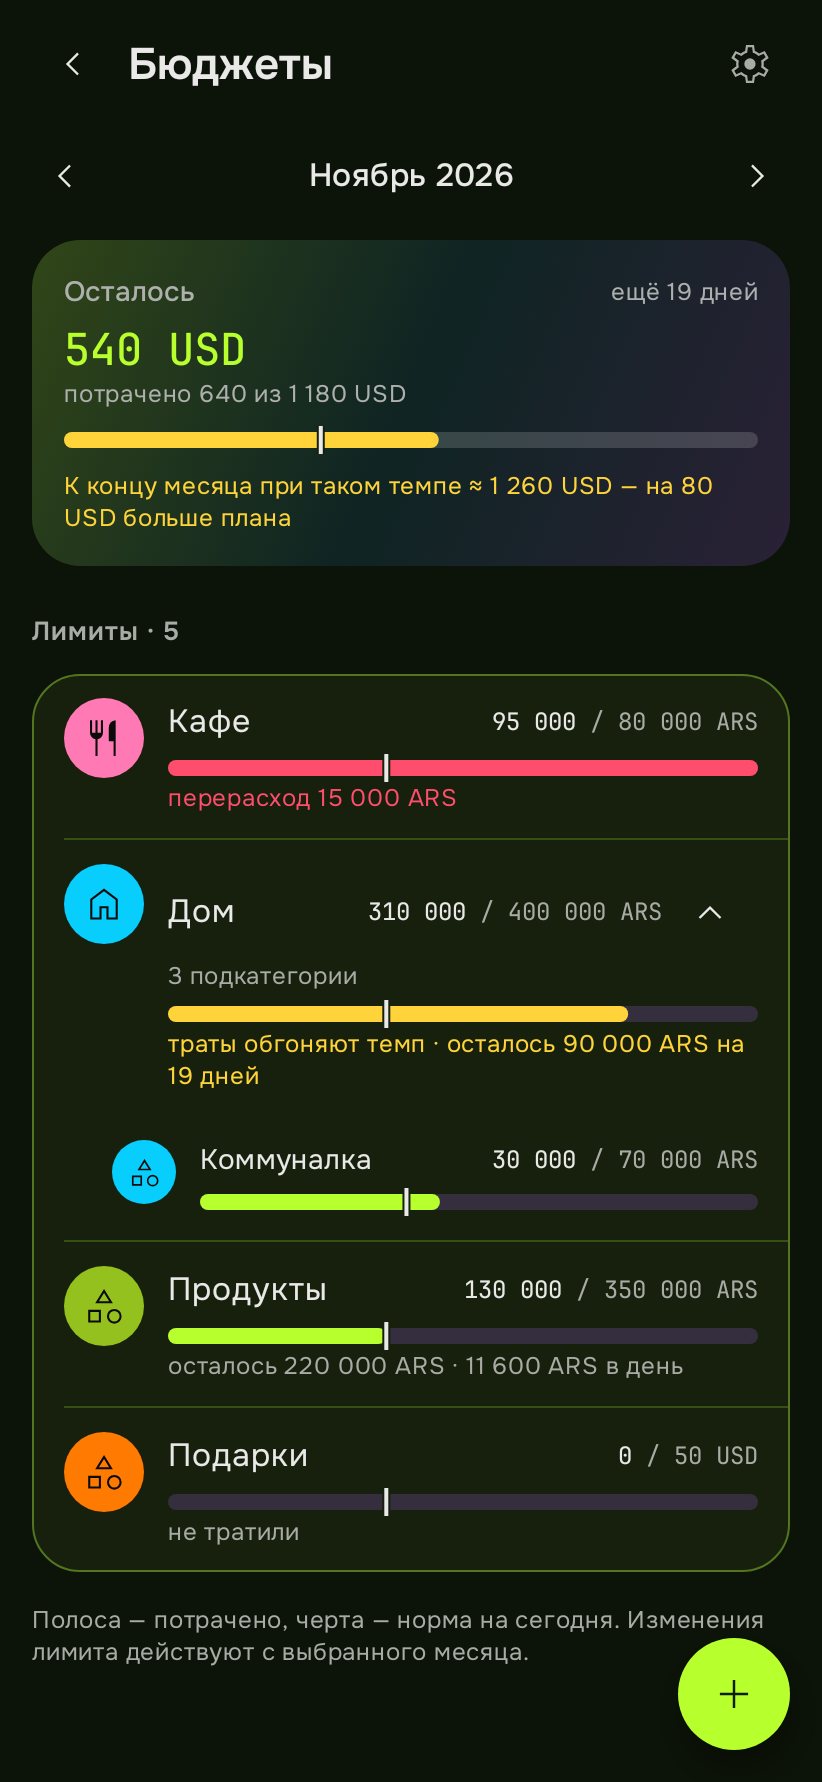 Бюджеты
Ноябрь 2026
Осталось
ещё 19 дней
540 USD
потрачено 640 из 1 180 USD
К концу месяца при таком темпе ≈ 1 260 USD — на 80
USD больше плана
Лимиты · 5
Кафе
95 000 / 80 000 ARS
перерасход 15 000 ARS
Дом
310 000 / 400 000 ARS
3 подкатегории
траты обгоняют темп · осталось 90 000 ARS на
19 дней
Коммуналка
30 000 / 70 000 ARS
Продукты
130 000 / 350 000 ARS
осталось 220 000 ARS · 11 600 ARS в день
Подарки
0 / 50 USD
не тратили
Полоса — потрачено, черта — норма на сегодня. Изменения
лимита действуют с выбранного месяца.